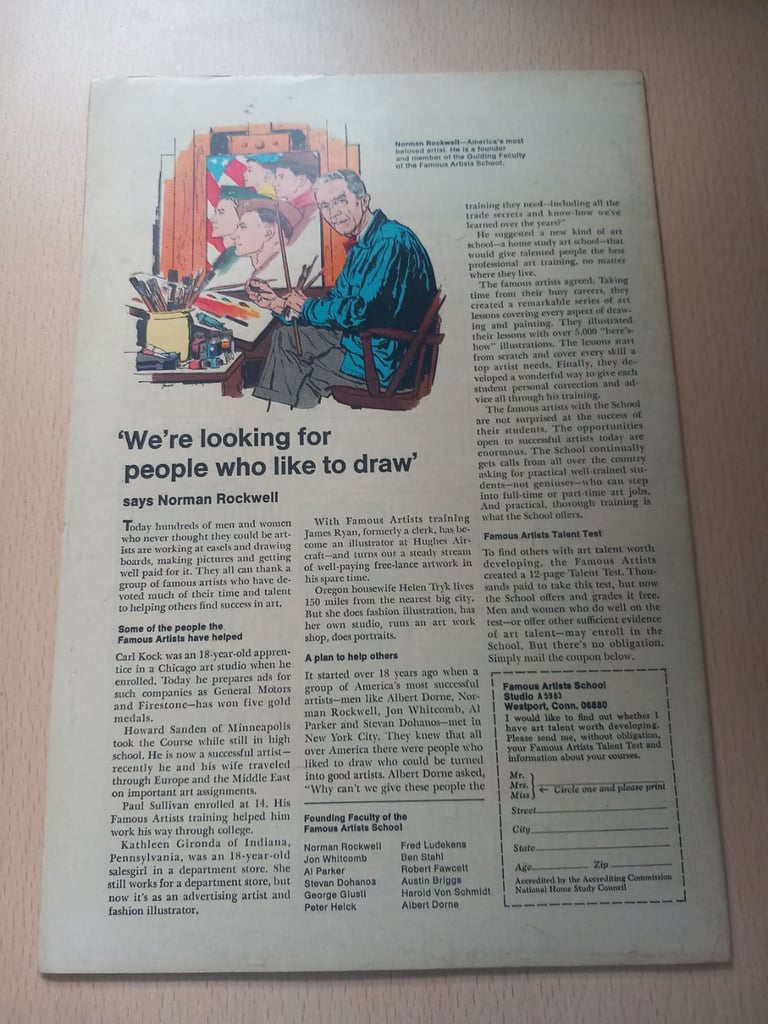 Norman Rockwell—America's most
beloved artist. He is a founder
and member of the Guiding Faculty
of the Famous Artists School.
'We're looking for
people who like to draw'
says Norman Rockwell
Today hundreds of men and women
who never thought they could be art-
ists are working at easels and drawing
boards, making pictures and getting
well paid for it. They all can thank a
group of famous artists who have de-
voted much of their time and talent
to helping others find success in art.
Some of the people the
Famous Artists have helped
Carl Kock was an 18-year-old appren-
tice in a Chicago art studio when he
enrolled. Today he prepares ads for
such companies as General Motors
and Firestone—has won five gold
medals.
Howard Sanden of Minneapolis
took the Course while still in high
school. He is now a successful artist—
recently he and his wife traveled
through Europe and the Middle East
on important art assignments.
Paul Sullivan enrolled at 14. His
Famous Artists training helped him
work his way through college.
Kathleen Gironda of Indiana,
Pennsylvania, was an 18-year-old
salesgirl in a department store. She
still works for a department store, but
now it's as an advertising artist and
fashion illustrator.
With Famous Artists training
James Ryan, formerly a clerk, has be-
come an illustrator at Hughes Air-
craft—and turns out a steady stream
of well-paying free-lance artwork in
his spare time.
Oregon housewife Helen Tryk lives
150 miles from the nearest big city.
But she does fashion illustration, has
her own studio, runs an art work
shop, does portraits.
A plan to help others
It started over 18 years ago when a
group of America's most successful
artists—men like Albert Dorne, Nor-
man Rockwell, Jon Whitcomb, Al
Parker and Stevan Dohanos—met in
New York City. They knew that all
over America there were people who
liked to draw who could be turned
into good artists. Albert Dorne asked,
"Why can't we give these people the
training they need—including all the
trade secrets and know-how we've
learned over the years?"
He suggested a new kind of art
school—a home study art school—that
would give talented people the best
professional art training, no matter
where they live.
The famous artists agreed. Taking
time from their busy careers, they
created a remarkable series of art
lessons covering every aspect of draw-
ing and painting. They illustrated
their lessons with over 5,000 "here's-
how" illustrations. The lessons start
from scratch and cover every skill a
top artist needs. Finally, they de-
veloped a wonderful way to give each
student personal correction and ad-
vice all through his training.
The famous artists with the School
are not surprised at the success of
their students. The opportunities
open to successful artists today are
enormous. The School continually
gets calls from all over the country
asking for practical well-trained stu-
dents—not geniuses—who can step
into full-time or part-time art jobs.
And practical, thorough training is
what the School offers.
Famous Artists Talent Test
To find others with art talent worth
developing, the Famous Artists
created a 12-page Talent Test. Thou-
sands paid to take this test, but now
the School offers and grades it free.
Men and women who do well on the
test—or offer other sufficient evidence
of art talent—may enroll in the
School. But there's no obligation.
Simply mail the coupon below.
Founding Faculty of the
Famous Artists School
Norman Rockwell
Jon Whitcomb
Al Parker
Stevan Dohanos
George Giusti
Peter Helck
Fred Ludekens
Ben Stahl
Robert Fawcett
Austin Briggs
Harold Von Schmidt
Albert Dorne
Famous Artists School
Studio A5983
Westport, Conn. 06880
I would like to find out whether I
have art talent worth developing.
Please send me, without obligation,
your Famous Artists Talent Test and
information about your courses.
Mr.
Mrs. ← Circle one and please print
Miss
Street
City
State
Age Zip
Accredited by the Accrediting Commission
National Home Study Council